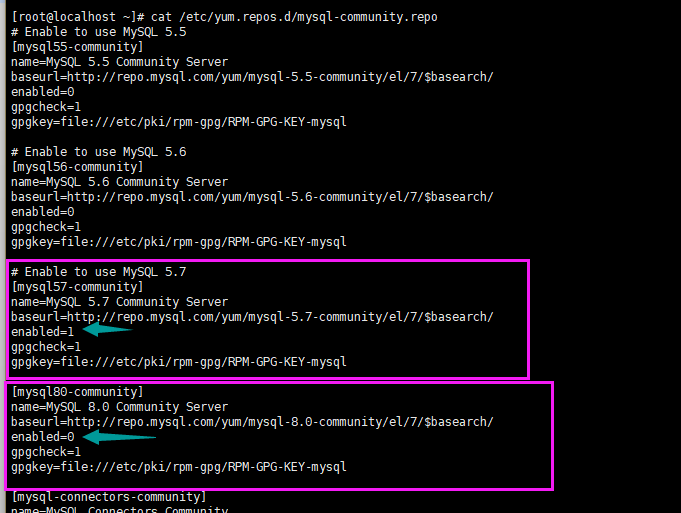 [root@localhost ~]# cat /etc/yum.repos.d/mysql-community.repo
# Enable to use MySQL 5.5
[mysql55-community]
name=MySQL 5.5 Community Server
baseurl=http://repo.mysql.com/yum/mysql-5.5-community/el/7/$basearch/
enabled=0
gpgcheck=1
gpgkey=file:///etc/pki/rpm-gpg/RPM-GPG-KEY-mysql
# Enable to use MySQL 5.6
[mysql56-community]
name=MySQL 5.6 Community Server
baseurl=http://repo.mysql.com/yum/mysql-5.6-community/el/7/$basearch/
enabled=0
gpgcheck=1
gpgkey=file:///etc/pki/rpm-gpg/RPM-GPG-KEY-mysql
# Enable to use MySQL 5.7
[mysql57-community]
name=MySQL 5.7 Community Server
baseurl=http://repo.mysql.com/yum/mysql-5.7-community/el/7/$basearch/
enabled=1
gpgcheck=1
gpgkey=file:///etc/pki/rpm-gpg/RPM-GPG-KEY-mysql
[mysql80-community]
name=MySQL 8.0 Community Server
baseurl=http://repo.mysql.com/yum/mysql-8.0-community/el/7/$basearch/
enabled=0
gpgcheck=1
gpgkey=file:///etc/pki/rpm-gpg/RPM-GPG-KEY-mysql
[mysql-connectors-community]
name=MySQL Connectors Community